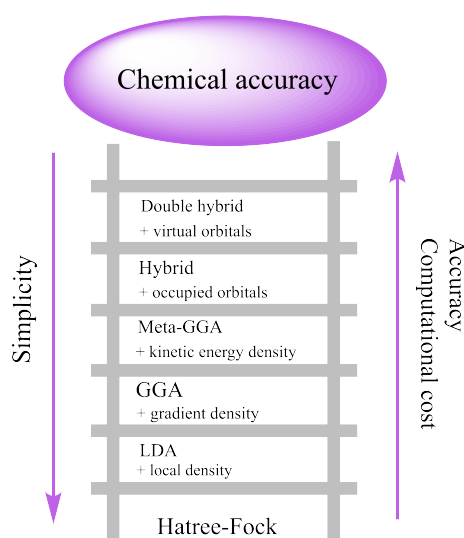 Chemical accuracy
Double hybrid
+ virtual orbitals
Hybrid
+ occupied orbitals
Meta-GGA
+ kinetic energy density
GGA
+ gradient density
LDA
+ local density
Hatree-Fock
Simplicity
Accuracy
Computational cost